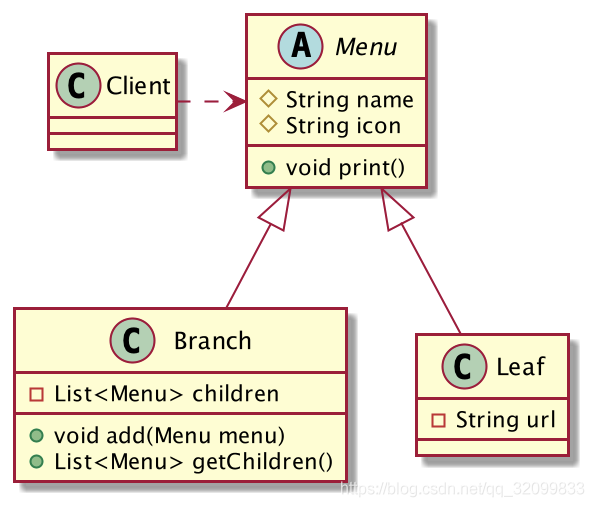 A Menu
C Client
String name
String icon
void print()
C Branch
List<Menu> children
void add(Menu menu)
List<Menu> getChildren()
C Leaf
String url
https://blog.csdn.net/qq_32099833